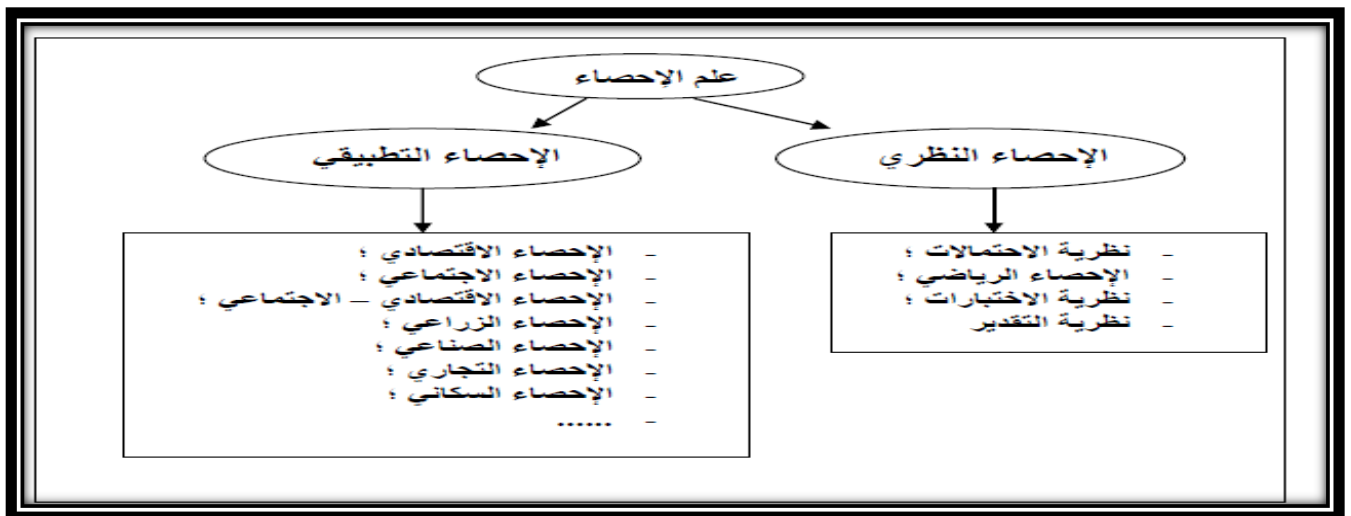 علم الإحصاء
الإحصاء النظري
الإحصاء التطبيقي
- نظرية الاحتمالات ؛
- الإحصاء الرياضي ؛
- نظرية الاختبارات ؛
- نظرية التقدير
- الإحصاء الاقتصادي ؛
- الإحصاء الاجتماعي ؛
- الإحصاء الاقتصادي – الاجتماعي ؛
- الإحصاء الزراعي ؛
- الإحصاء الصناعي ؛
- الإحصاء التجاري ؛
- الإحصاء السكاني ؛
- ......